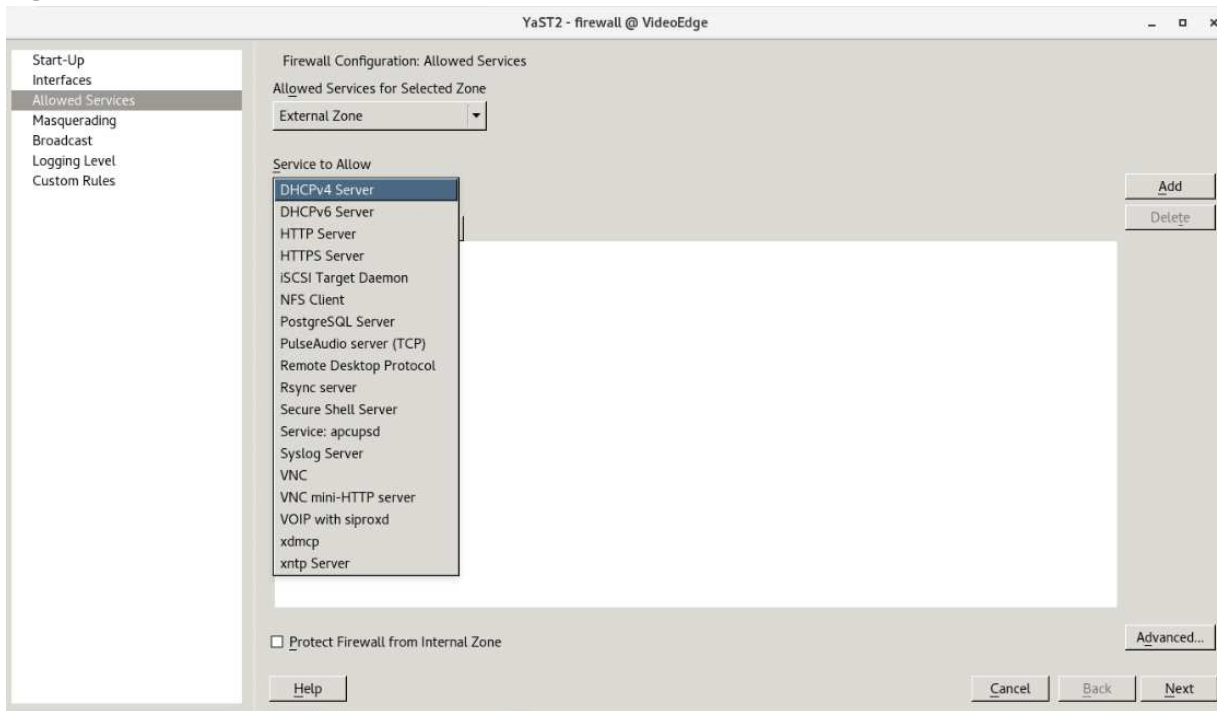 YaST2 - firewall @ VideoEdge
Start-Up
Interfaces
Allowed Services
Masquerading
Broadcast
Logging Level
Custom Rules
Firewall Configuration: Allowed Services
Allowed Services for Selected Zone
External Zone
Service to Allow
DHCPv4 Server
DHCPv6 Server
HTTP Server
HTTPS Server
iSCSI Target Daemon
NFS Client
PostgreSQL Server
PulseAudio server (TCP)
Remote Desktop Protocol
Rsync server
Secure Shell Server
Service: apcupsd
Syslog Server
VNC
VNC mini-HTTP server
VOIP with siproxd
xdmcp
xntp Server
Add
Delete
Protect Firewall from Internal Zone
Advanced...
Help
Cancel
Back
Next